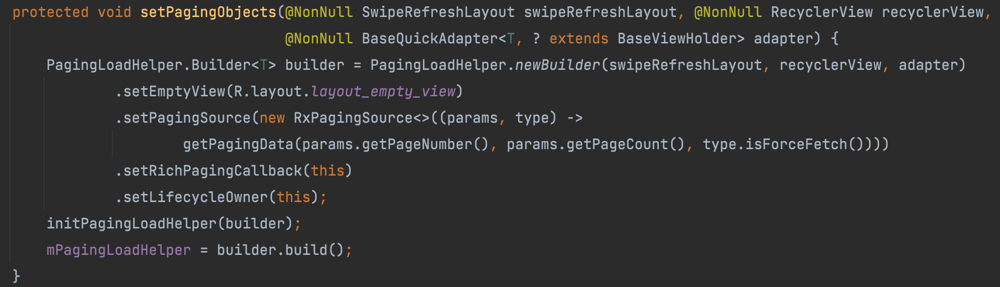 protected void setPagingObjects(@NonNull SwipeRefreshLayout swipeRefreshLayout, @NonNull RecyclerView recyclerView,
@NonNull BaseQuickAdapter<T, ? extends BaseViewHolder> adapter) {
PagingLoadHelper.Builder<T> builder = PagingLoadHelper.newBuilder(swipeRefreshLayout, recyclerView, adapter)
.setEmptyView(R.layout.layout_empty_view)
.setPagingSource(new RxPagingSource<>((params, type) ->
getPagingData(params.getPageNumber(), params.getPageCount(), type.isForceFetch())))
.setRichPagingCallback(this)
.setLifecycleOwner(this);
initPagingLoadHelper(builder);
mPagingLoadHelper = builder.build();
}